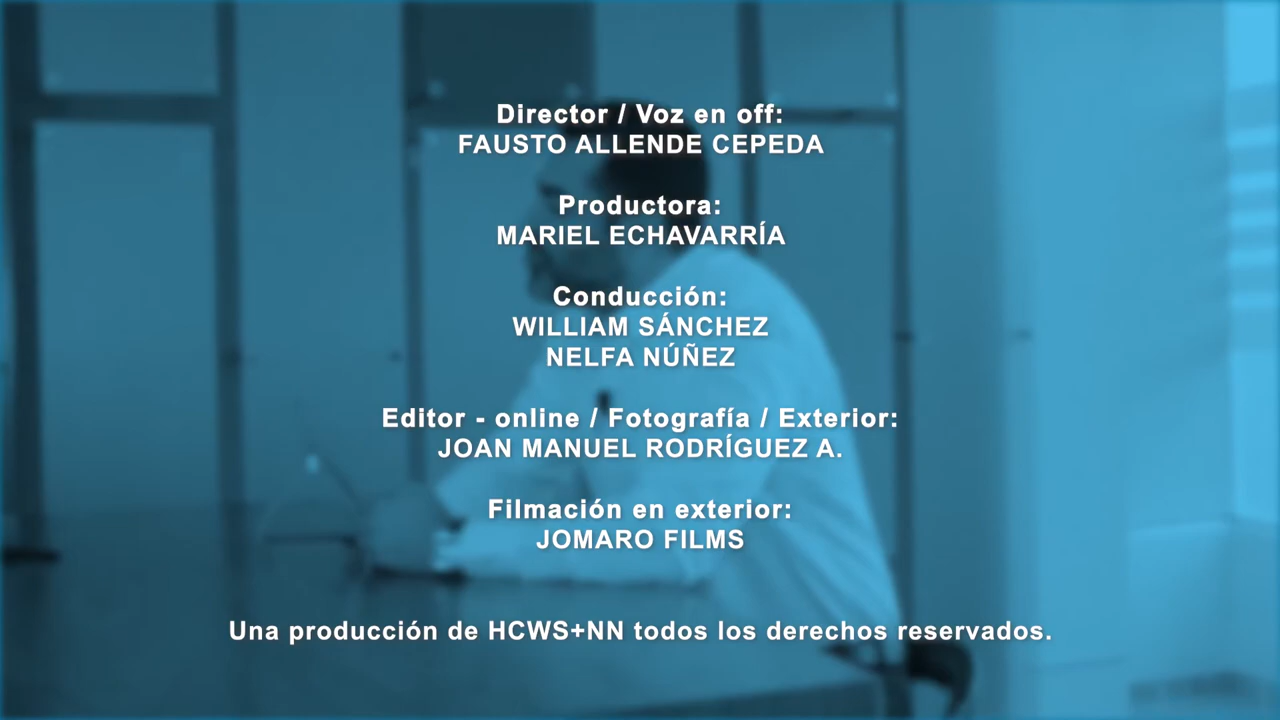 Director / Voz en off:
FAUSTO ALLENDE CEPEDA
Productora:
MARIEL ECHAVARRÍA
Conducción:
WILLIAM SÁNCHEZ
NELFA NÚÑEZ
Editor - online / Fotografía / Exterior:
JOAN MANUEL RODRÍGUEZ A.
Filmación en exterior:
JOMARO FILMS
Una producción de HCWS+NN todos los derechos reservados.